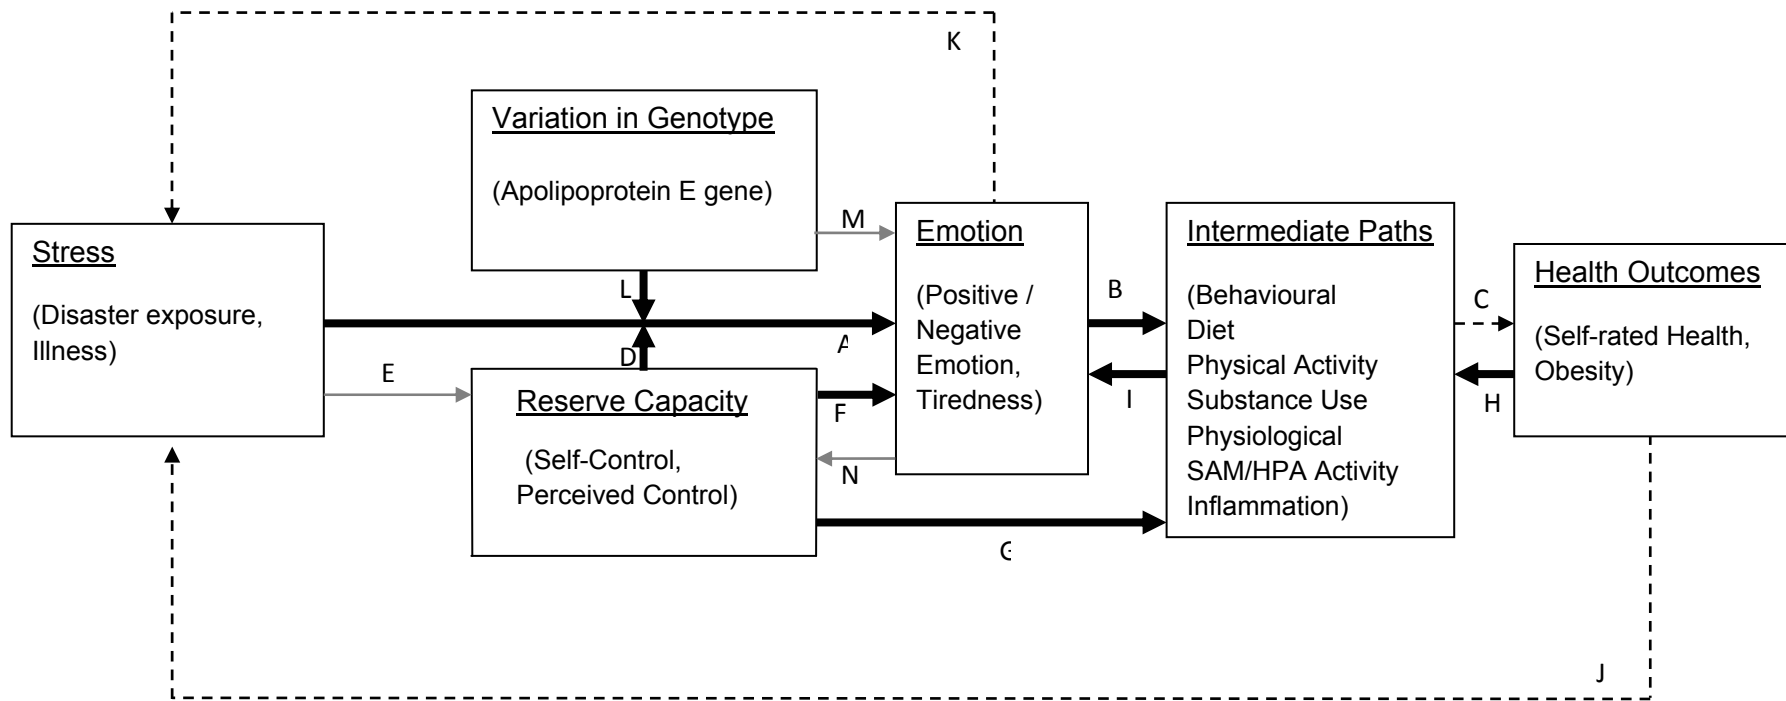 K
Variation in Genotype
(Apolipoprotein E gene)
M
L
Stress
(Disaster exposure,
Illness)
A
D
E
Reserve Capacity
(Self-Control,
Perceived Control)
F
N
G
Emotion
(Positive /
Negative
Emotion,
Tiredness)
B
I
Intermediate Paths
(Behavioural
Diet
Physical Activity
Substance Use
Physiological
SAM/HPA Activity
Inflammation)
C
H
Health Outcomes
(Self-rated Health,
Obesity)
J